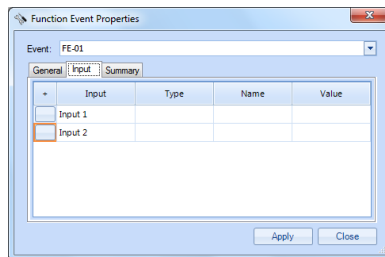 Function Event Properties
Event: FE-01
General Input Summary
+ Input Type Name Value
Input 1
Input 2
Apply Close